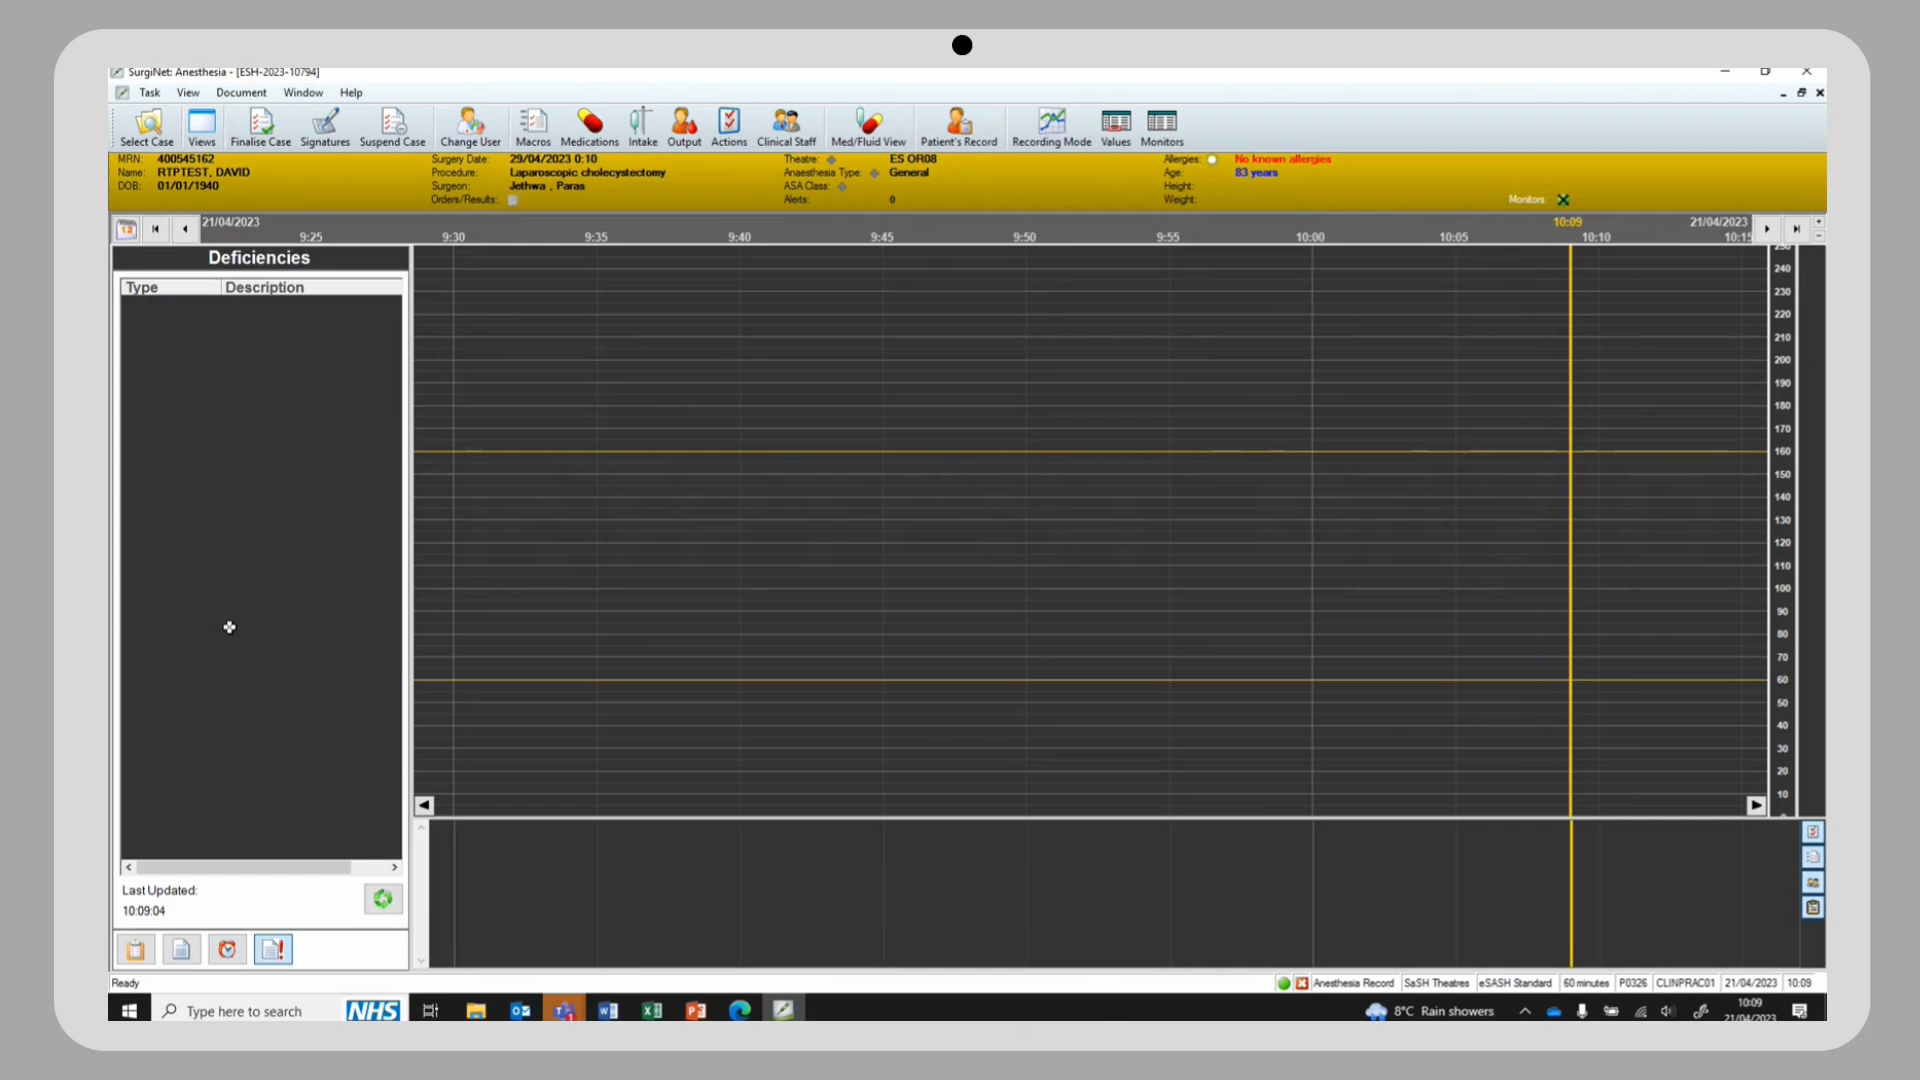 SurgiNet: Anesthesia - [ESH-2023-10794]
Task View Document Window Help
Select Case Views Finalise Case Signatures Suspend Case Change User Macros Medications Intake Output Actions Clinical Staff Med/Fluid View Patient's Record Recording Mode Values Monitors
MRN: 400545162 Surgery Date: 29/04/2023 0:10 Theatre: ES OR08 Allergies: No known allergies
Name: RTPTEST, DAVID Procedure: Laparoscopic cholecystectomy Anaesthesia Type: General Age: 83 years
DOB: 01/01/1940 Surgeon: Jethwa , Paras ASA Class: Height:
Orders/Results: Alerts: 0 Weight: Monitors:
12 21/04/2023 10:09 21/04/2023
9:25 9:30 9:35 9:40 9:45 9:50 9:55 10:00 10:05 10:10 10:15
Deficiencies
Type Description
250
240
230
220
210
200
190
180
170
160
150
140
130
120
110
100
90
80
70
60
50
40
30
20
10
Last Updated:
10:09:04
Ready Anesthesia Record SaSH Theatres eSASH Standard 60 minutes P0326 CLINPRAC01 21/04/2023 10:09
Type here to search NHS 8°C Rain showers 10:09
21/04/2023